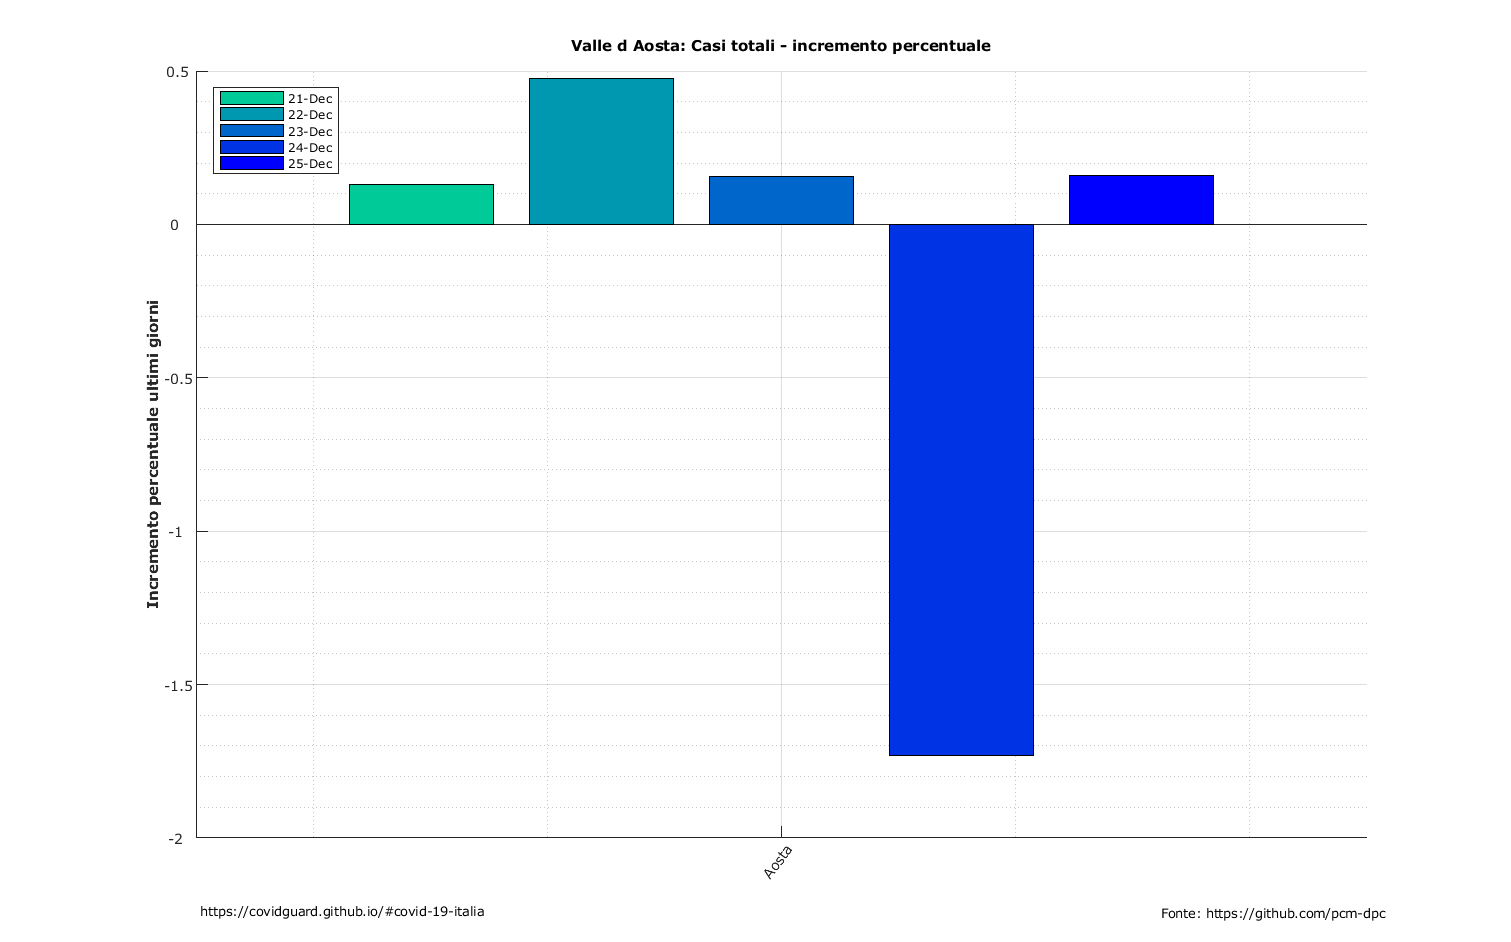 Valle d Aosta: Casi totali - incremento percentuale
0.5
21-Dec
22-Dec
23-Dec
24-Dec
25-Dec
0
-0.5
-1
-1.5
-2
Incremento percentuale ultimi giorni
Aosta
https://covidguard.github.io/#covid-19-italia
Fonte: https://github.com/pcm-dpc